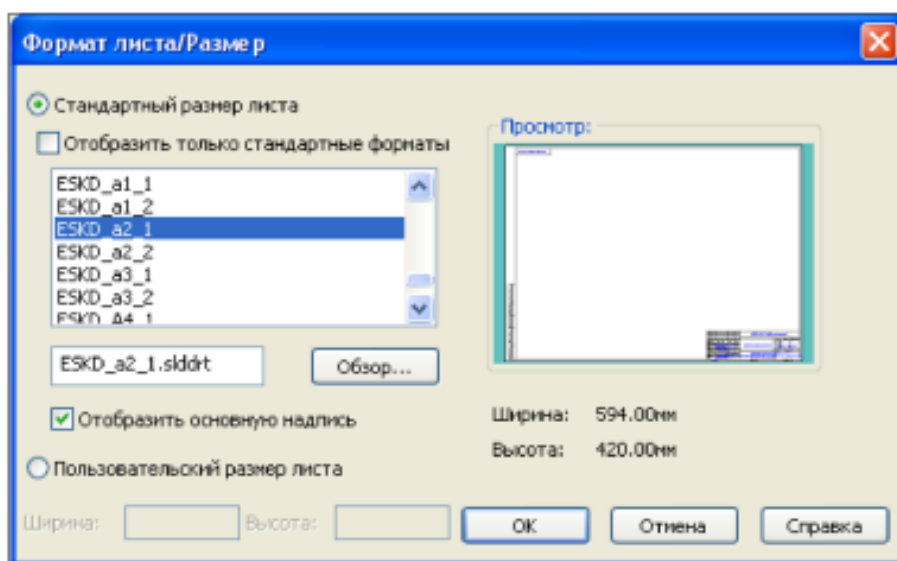 Формат листа/Размер
Стандартный размер листа
Отобразить только стандартные форматы
ESKD_a1_1
ESKD_a1_2
ESKD_a2_1
ESKD_a2_2
ESKD_a3_1
ESKD_a3_2
ESKD_A4_1
ESKD_a2_1.slddrt
Обзор...
Отобразить основную надпись
Пользовательский размер листа
Ширина:
Высота:
Просмотр:
Ширина: 594.00мм
Высота: 420.00мм
OK
Отмена
Справка